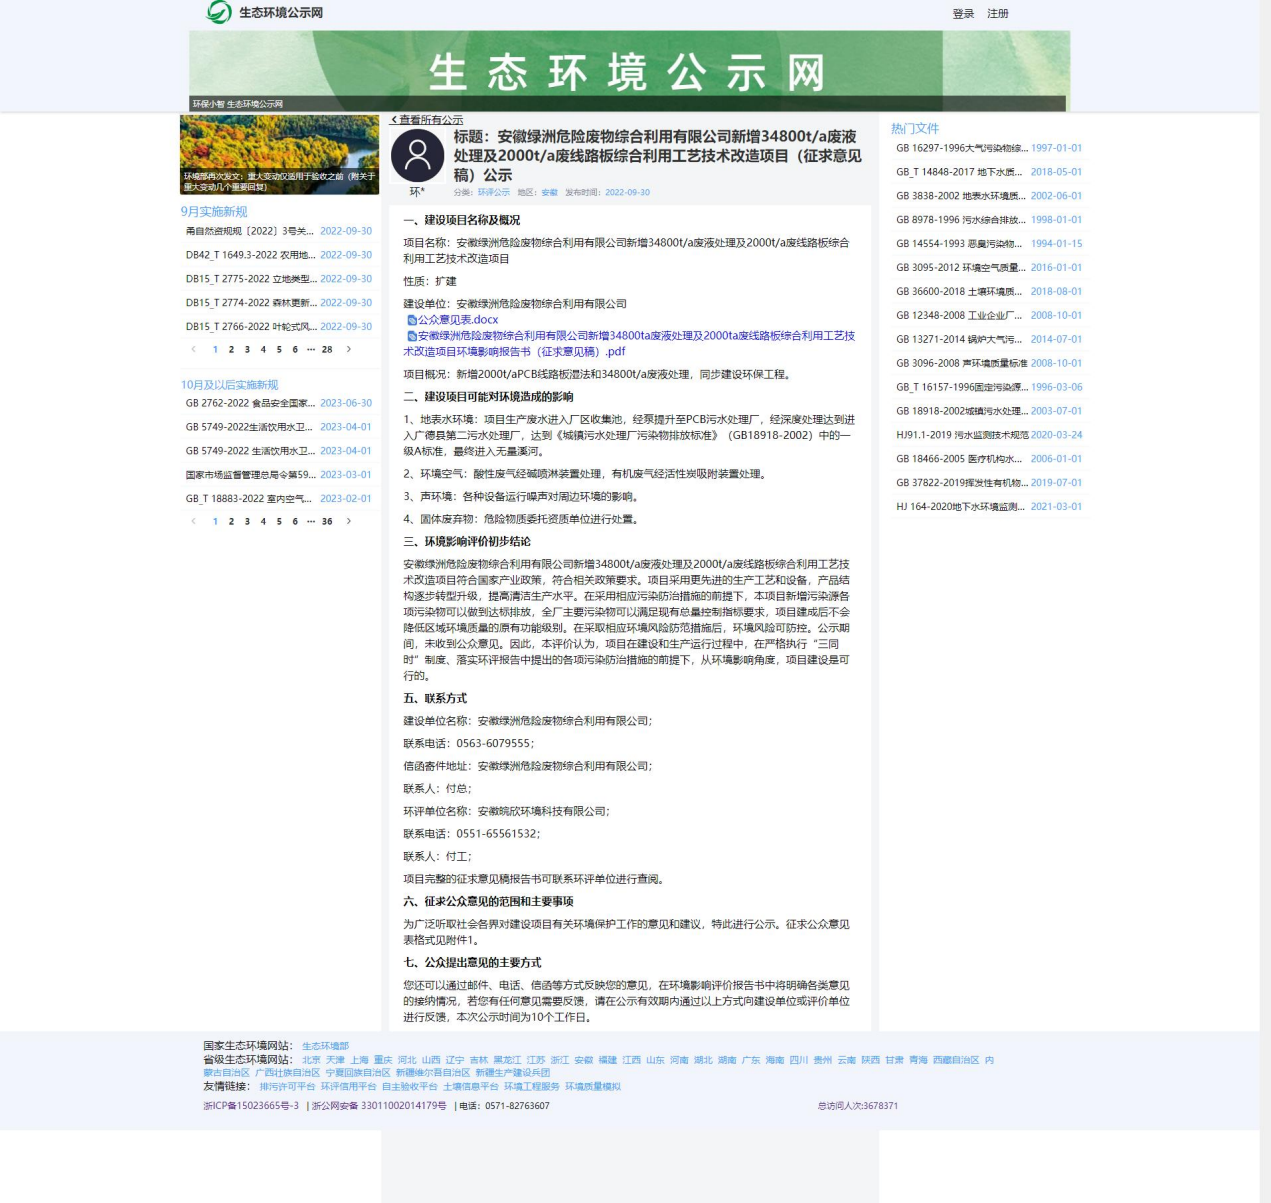 生态环境公示网
登录 注册
生态环境公示网
环保小智 生态环境公示网
环境部再次发文：重大变动仅适用于验收之前（附关于
重大变动几个重要回复）
9月实施新规
甬自然资规规〔2022〕3号关... 2022-09-30
DB42_T 1649.3-2022 农用地... 2022-09-30
DB15_T 2775-2022 立地类型... 2022-09-30
DB15_T 2774-2022 森林更新... 2022-09-30
DB15_T 2766-2022 叶轮式风... 2022-09-30
1 2 3 4 5 6 ··· 28
10月及以后实施新规
GB 2762-2022 食品安全国家... 2023-06-30
GB 5749-2022生活饮用水卫... 2023-04-01
GB 5749-2022 生活饮用水卫... 2023-04-01
国家市场监督管理总局令第59... 2023-03-01
GB_T 18883-2022 室内空气... 2023-02-01
1 2 3 4 5 6 ··· 36
查看所有公示
标题：安徽绿洲危险废物综合利用有限公司新增34800t/a废液
处理及2000t/a废线路板综合利用工艺技术改造项目（征求意见
稿）公示
环*
分类：环评公示 地区：安徽 发布时间：2022-09-30
一、建设项目名称及概况
项目名称：安徽绿洲危险废物综合利用有限公司新增34800t/a废液处理及2000t/a废线路板综合
利用工艺技术改造项目
性质：扩建
建设单位：安徽绿洲危险废物综合利用有限公司
公众意见表.docx
安徽绿洲危险废物综合利用有限公司新增34800ta废液处理及2000ta废线路板综合利用工艺技
术改造项目环境影响报告书（征求意见稿）.pdf
项目概况：新增2000t/aPCB线路板湿法和34800t/a废液处理，同步建设环保工程。
二、建设项目可能对环境造成的影响
1、地表水环境：项目生产废水进入厂区收集池，经泵提升至PCB污水处理厂，经深度处理达到进
入广德县第二污水处理厂，达到《城镇污水处理厂污染物排放标准》（GB18918-2002）中的一
级A标准，最终进入无量溪河。
2、环境空气：酸性废气经碱喷淋装置处理，有机废气经活性炭吸附装置处理。
3、声环境：各种设备运行噪声对周边环境的影响。
4、固体废弃物：危险物质委托资质单位进行处置。
三、环境影响评价初步结论
安徽绿洲危险废物综合利用有限公司新增34800t/a废液处理及2000t/a废线路板综合利用工艺技
术改造项目符合国家产业政策，符合相关政策要求。项目采用更先进的生产工艺和设备，产品结
构逐步转型升级，提高清洁生产水平。在采用相应污染防治措施的前提下，本项目新增污染源各
项污染物可以做到达标排放，全厂主要污染物可以满足现有总量控制指标要求，项目建成后不会
降低区域环境质量的原有功能级别。在采取相应环境风险防范措施后，环境风险可防控。公示期
间，未收到公众意见。因此，本评价认为，项目在建设和生产运行过程中，在严格执行“三同
时”制度、落实环评报告中提出的各项污染防治措施的前提下，从环境影响角度，项目建设是可
行的。
五、联系方式
建设单位名称：安徽绿洲危险废物综合利用有限公司；
联系电话：0563-6079555；
信函寄件地址：安徽绿洲危险废物综合利用有限公司；
联系人：付总；
环评单位名称：安徽皖欣环境科技有限公司；
联系电话：0551-65561532；
联系人：付工；
项目完整的征求意见稿报告书可联系环评单位进行查阅。
六、征求公众意见的范围和主要事项
为广泛听取社会各界对建设项目有关环境保护工作的意见和建议，特此进行公示。征求公众意见
表格式见附件1。
七、公众提出意见的主要方式
您还可以通过邮件、电话、信函等方式反映您的意见，在环境影响评价报告书中将明确各类意见
的接纳情况，若您有任何意见需要反馈，请在公示有效期内通过以上方式向建设单位或评价单位
进行反馈，本次公示时间为10个工作日。
热门文件
GB 16297-1996大气污染物综... 1997-01-01
GB_T 14848-2017 地下水质... 2018-05-01
GB 3838-2002 地表水环境质... 2002-06-01
GB 8978-1996 污水综合排放... 1998-01-01
GB 14554-1993 恶臭污染物... 1994-01-15
GB 3095-2012 环境空气质量... 2016-01-01
GB 36600-2018 土壤环境质... 2018-08-01
GB 12348-2008 工业企业厂... 2008-10-01
GB 13271-2014 锅炉大气污... 2014-07-01
GB 3096-2008 声环境质量标准 2008-10-01
GB_T 16157-1996固定污染源... 1996-03-06
GB 18918-2002城镇污水处理... 2003-07-01
HJ91.1-2019 污水监测技术规范 2020-03-24
GB 18466-2005 医疗机构水... 2006-01-01
GB 37822-2019挥发性有机物... 2019-07-01
HJ 164-2020地下水环境监测... 2021-03-01
国家生态环境网站： 生态环境部
省级生态环境网站： 北京 天津 上海 重庆 河北 山西 辽宁 吉林 黑龙江 江苏 浙江 安徽 福建 江西 山东 河南 湖北 湖南 广东 海南 四川 贵州 云南 陕西 甘肃 青海 西藏自治区 内
蒙古自治区 广西壮族自治区 宁夏回族自治区 新疆维尔吾自治区 新疆生产建设兵团
友情链接： 排污许可平台 环评信用平台 自主验收平台 土壤信息平台 环境工程服务 环境质量模拟
浙ICP备15023665号-3 | 浙公网安备 33011002014179号 | 电话：0571-82763607 总访问人次:3678371